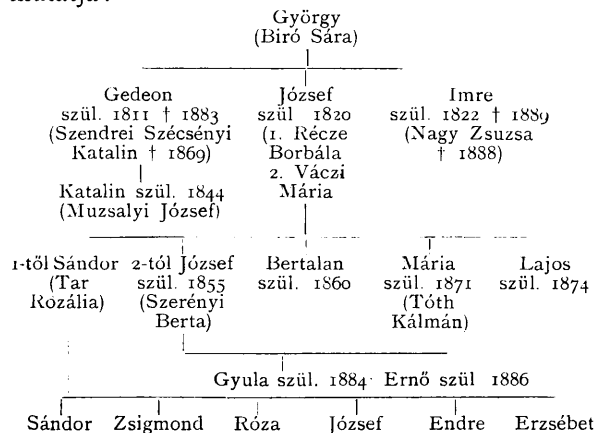 György
(Biró Sára)
Gedeon József Imre
szül. 1811 † 1883 szül 1820 szül. 1822 † 1889
(Szendrei Szécsényi (1. Récze (Nagy Zsuzsa
Katalin † 1869) Borbála † 1888)
2. Váczi
Katalin szül. 1844 Mária
(Muzsalyi József)
1-től Sándor 2-tól József Bertalan Mária Lajos
(Tar szül. 1855 szül. 1860 szül. 1871 szül. 1874
Rozália) (Szerényi (Tóth
Berta) Kálmán)
Gyula szül. 1884 Ernő szül 1886
Sándor Zsigmond Róza József Endre Erzsébet